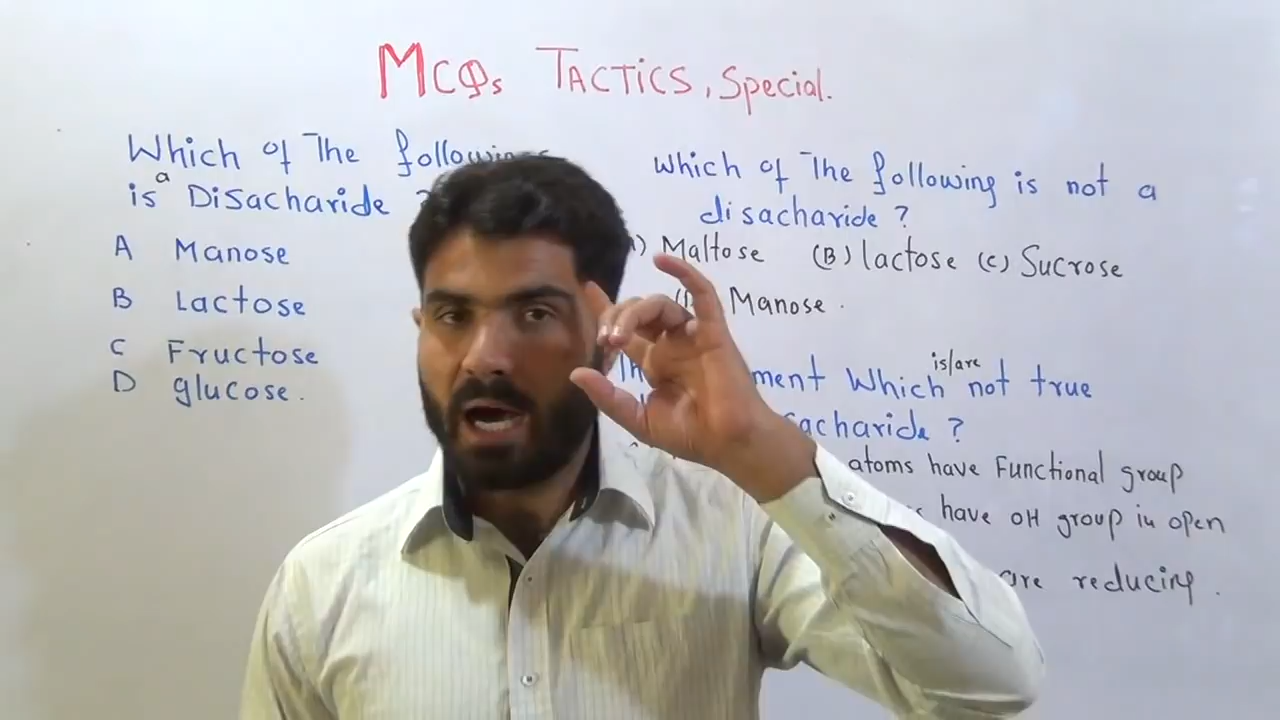 MCQs TACTICS, Special.
Which of The following
is a Disacharide ?
A Manose
B Lactose
C Fructose
D glucose.
Which of The following is not a
disacharide ?
) Maltose (B) lactose (C) Sucrose
Manose.
is/are
Which not true
acharide ?
atoms have Functional group
have OH group in open
are reducing.